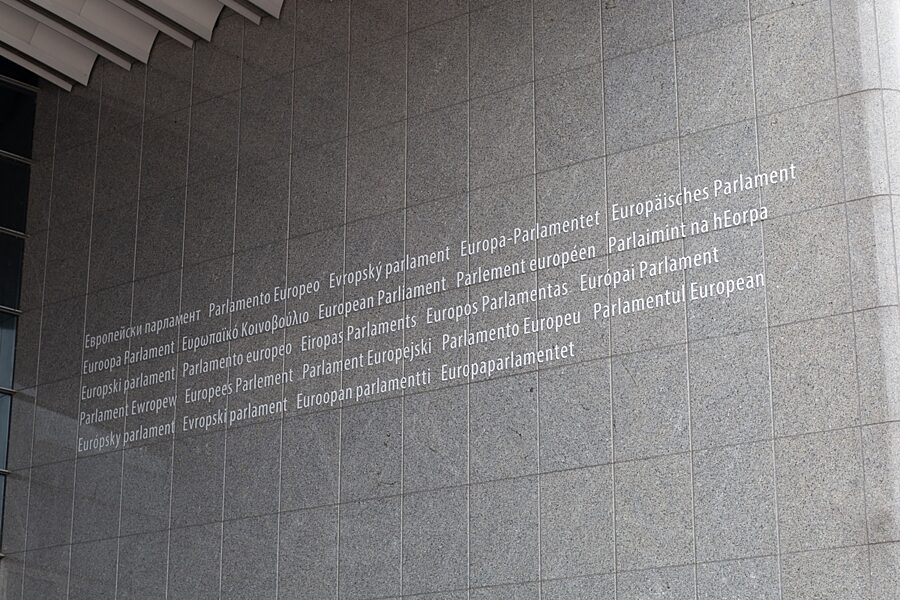 Европейски парламент Parlamento Europeo Evropský parlament Europa-Parlamentet Europäisches Parlament
Euroopa Parlament Ευρωπαϊκό Κοινοβούλιο European Parliament Parlement européen Parlaimint na hEorpa
Europski parlament Parlamento europeo Eiropas Parlaments Europos Parlamentas Európai Parlament
Parlament Ewropew Europees Parlement Parlament Europejski Parlamento Europeu Parlamentul European
Európsky parlament Evropski parlament Euroopan parlamentti Europaparlamentet